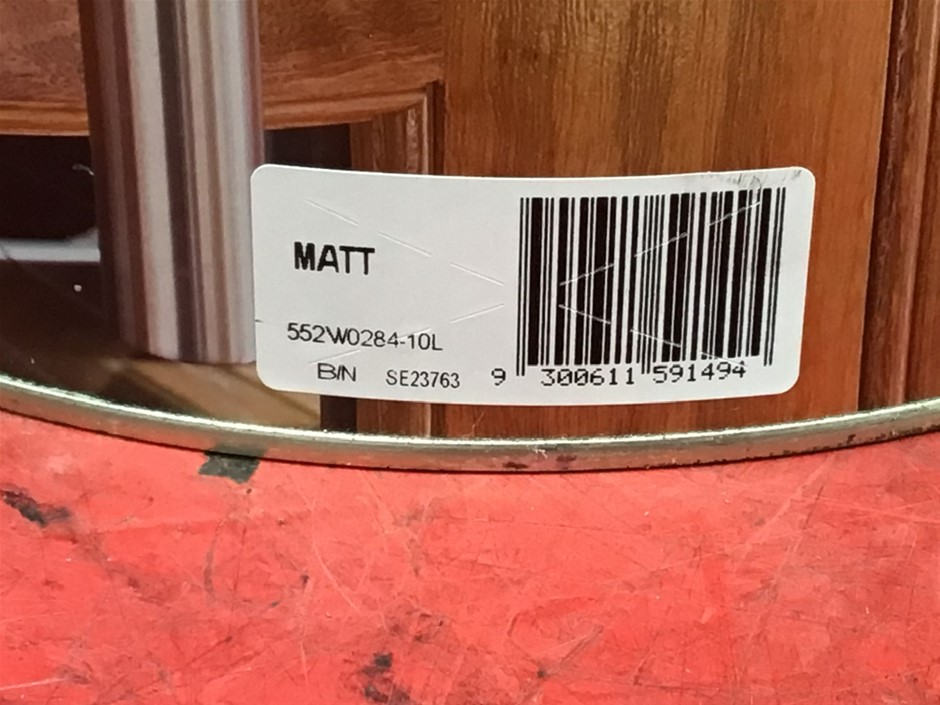 MATT
552W0284-10L
B/N SE23763
9 300611 591494